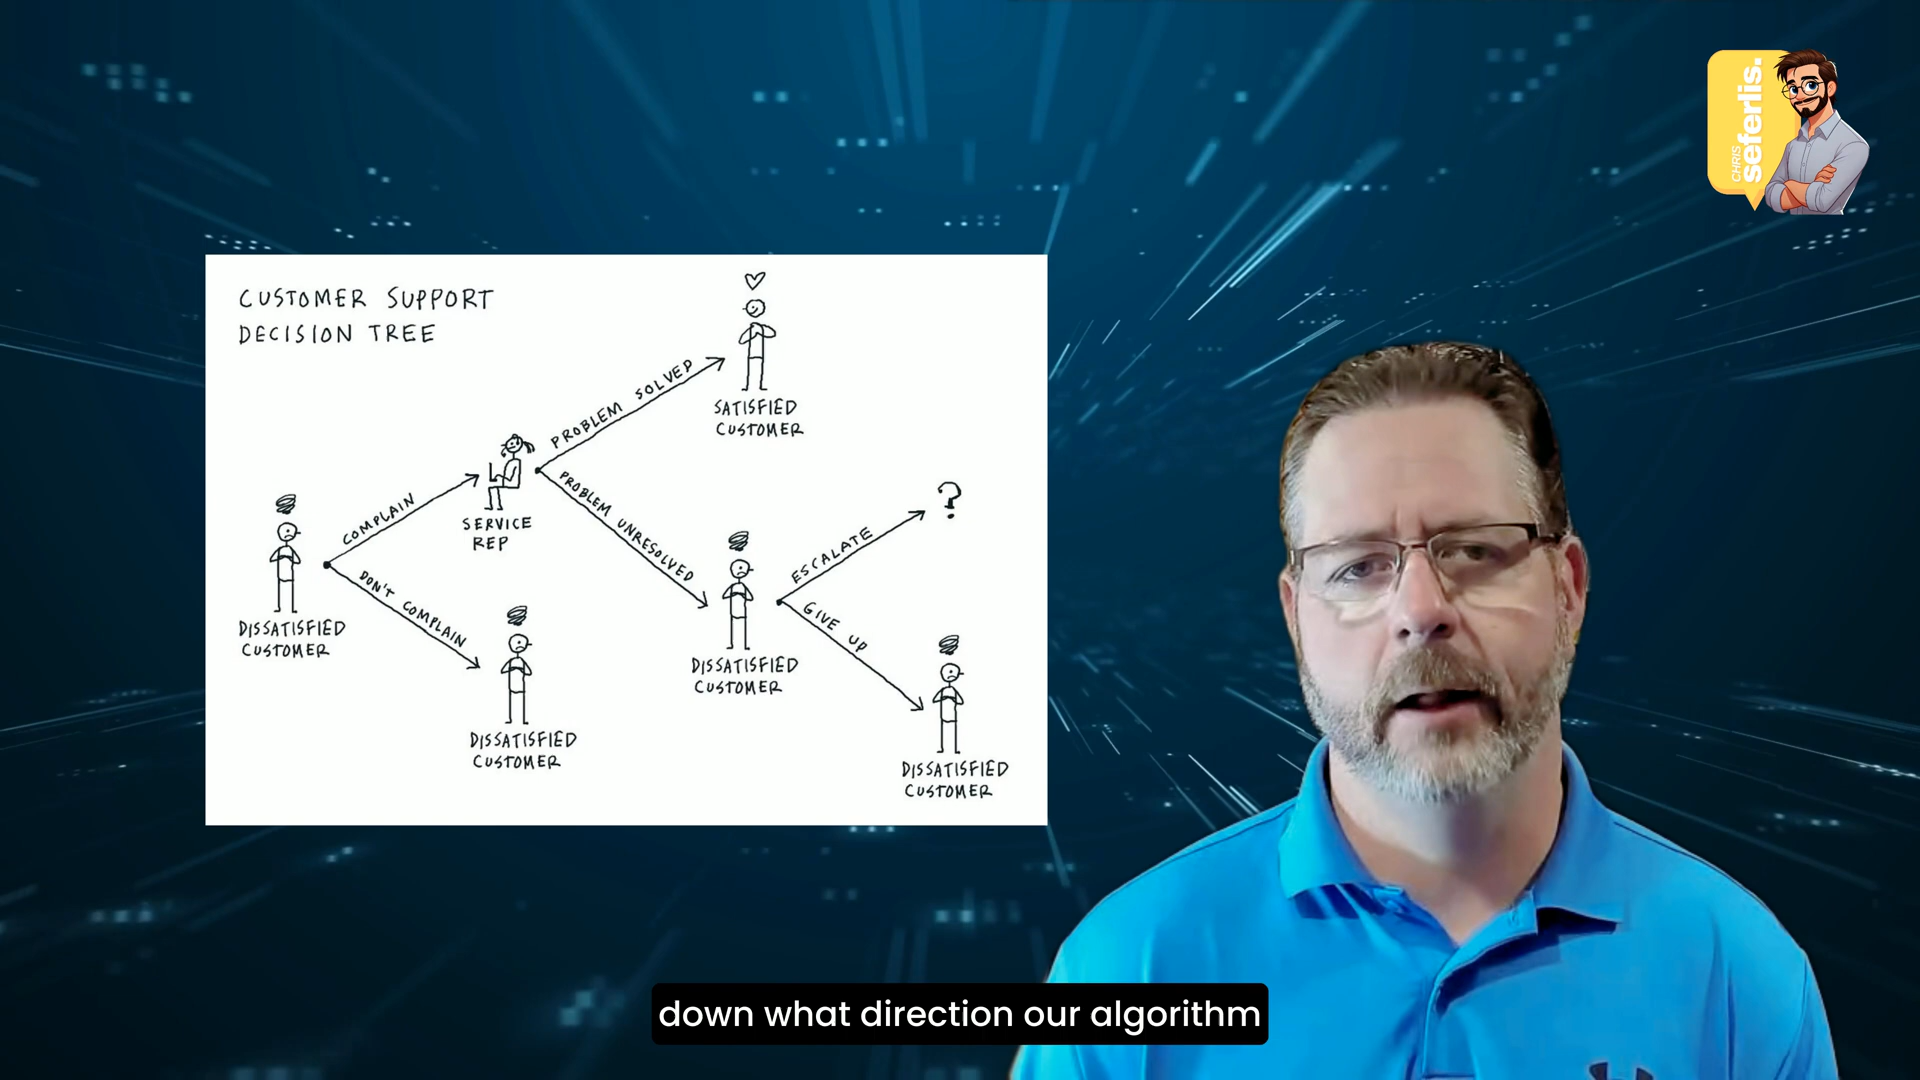 CHRIS
seferlis.
CUSTOMER SUPPORT
DECISION TREE
PROBLEM SOLVED
SATISFIED
CUSTOMER
COMPLAIN
SERVICE
REP
PROBLEM UNRESOLVED
?
ESCALATE
DON'T COMPLAIN
GIVE UP
DISSATISFIED
CUSTOMER
DISSATISFIED
CUSTOMER
DISSATISFIED
CUSTOMER
DISSATISFIED
CUSTOMER
down what direction our algorithm